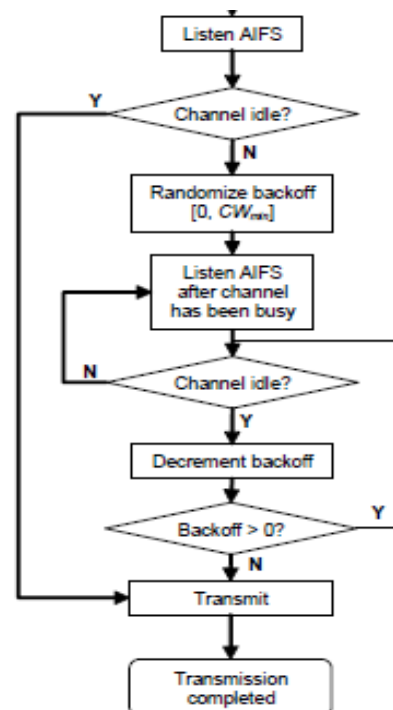 Listen AIFS
Y
Channel idle?
N
Randomize backoff
[0, CWmin]
Listen AIFS
after channel
has been busy
N
Channel idle?
Y
Decrement backoff
Backoff > 0?
Y
N
Transmit
Transmission
completed